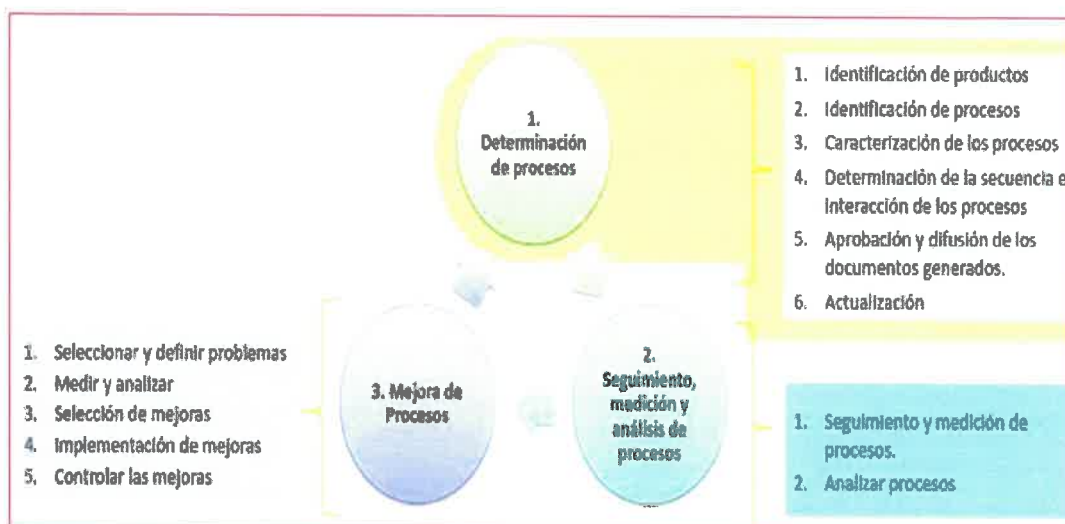 1.
Determinación
de procesos
1. Identificación de productos
2. Identificación de procesos
3. Caracterización de los procesos
4. Determinación de la secuencia e
interacción de los procesos
5. Aprobación y difusión de los
documentos generados.
6. Actualización
2.
Seguimiento,
medición y
análisis de
procesos
1. Seguimiento y medición de
procesos.
2. Analizar procesos
3. Mejora de
Procesos
1. Seleccionar y definir problemas
2. Medir y analizar
3. Selección de mejoras
4. Implementación de mejoras
5. Controlar las mejoras